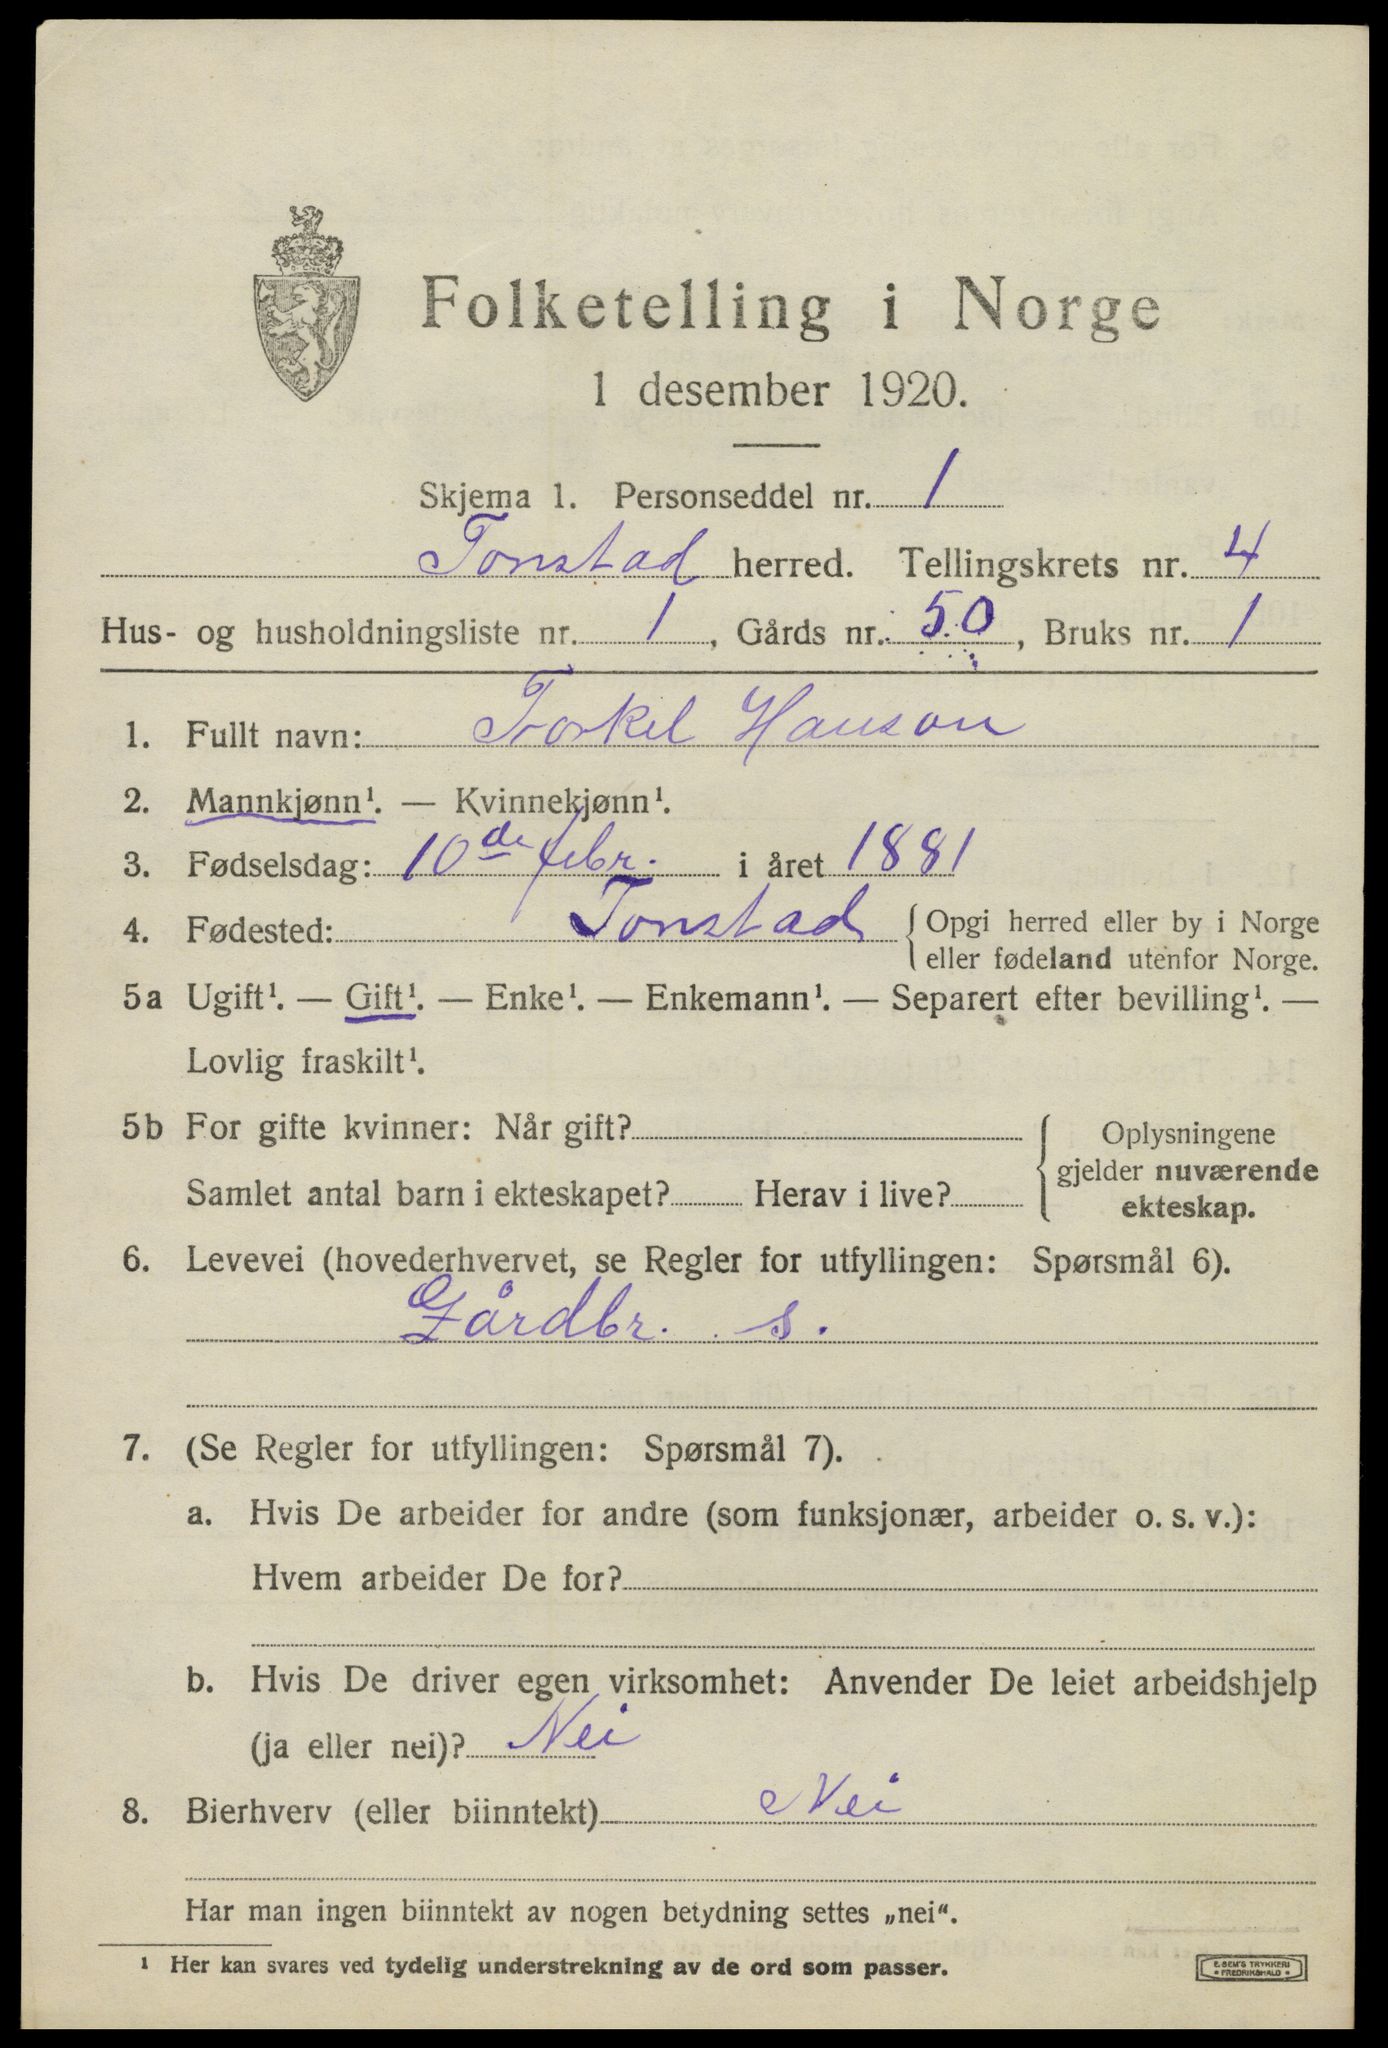 Folketelling i Norge
1 desember 1920.
Skjema 1. Personseddel nr. 1
Tonstad herred. Tellingskrets nr. 4
Hus- og husholdningsliste nr. 1, Gårds nr. 50, Bruks nr. 1
1. Fullt navn: Torkel Hanson
2. Mannkjønn¹. — Kvinnekjønn¹.
3. Fødselsdag: 10de febr. i året 1881
4. Fødested: Tonstad { Opgi herred eller by i Norge
eller fødeland utenfor Norge.
5a Ugift¹. — Gift¹. — Enke¹. — Enkemann¹. — Separert efter bevilling¹. —
Lovlig fraskilt¹.
5b For gifte kvinner: Når gift?
Samlet antal barn i ekteskapet? Herav i live?
Oplysningene
gjelder nuværende
ekteskap.
6. Levevei (hovederhvervet, se Regler for utfyllingen: Spørsmål 6).
Gårdbr. s.
7. (Se Regler for utfyllingen: Spørsmål 7).
a. Hvis De arbeider for andre (som funksjonær, arbeider o. s. v.):
Hvem arbeider De for?
b. Hvis De driver egen virksomhet: Anvender De leiet arbeidshjelp
(ja eller nei)? Nei
8. Bierhverv (eller biinntekt) Nei
Har man ingen biinntekt av nogen betydning settes „nei“.
¹ Her kan svares ved tydelig understrekning av de ord som passer.
E. SEM'S TRYKKERI
• FREDRIKSHALD •